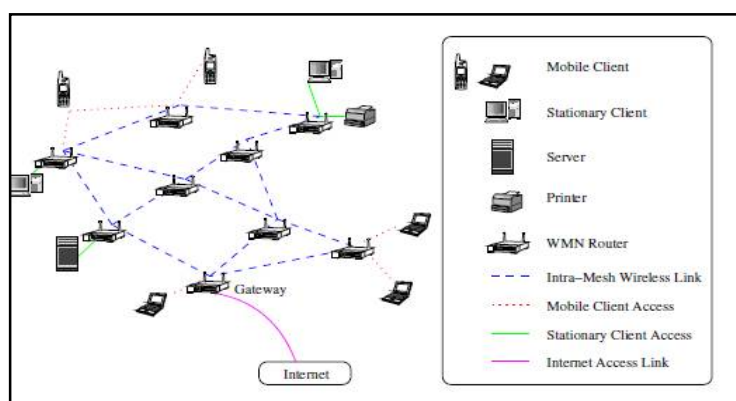 Gateway
Internet
Mobile Client
Stationary Client
Server
Printer
WMN Router
Intra–Mesh Wireless Link
Mobile Client Access
Stationary Client Access
Internet Access Link